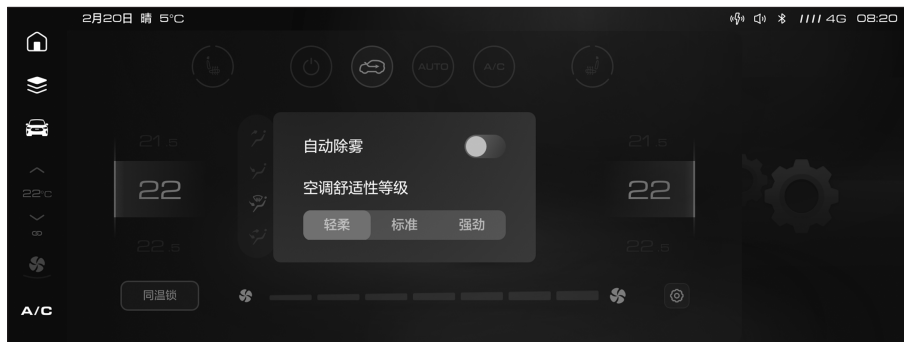 2月20日 晴 5°C
4G 08:20
AUTO
A/C
21.5
21.5
自动除雾
22°C
22
22
空调舒适性等级
轻柔 标准 强劲
22.5
22.5
同温锁
A/C